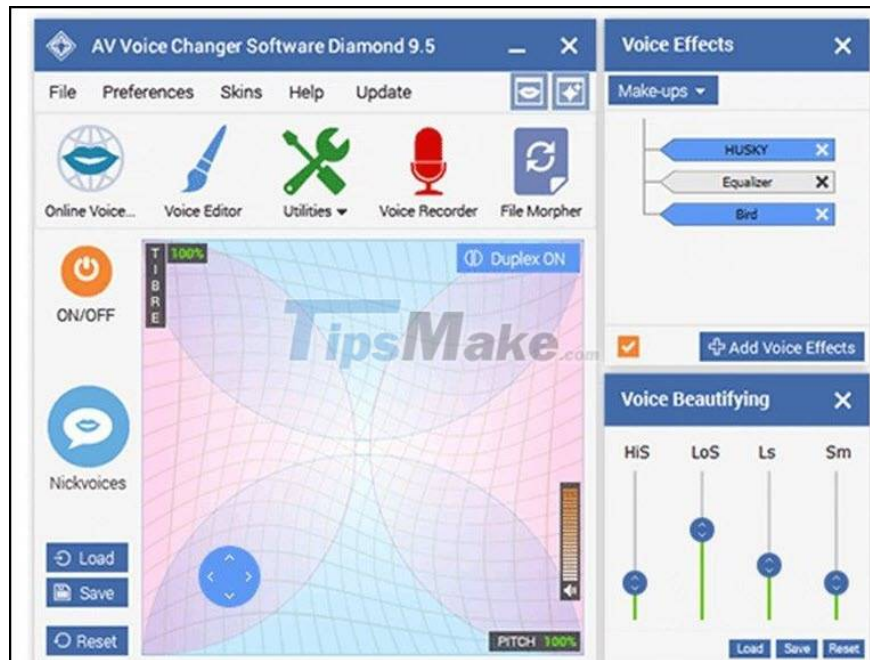 AV Voice Changer Software Diamond 9.5
File Preferences Skins Help Update
Online Voice... Voice Editor Utilities Voice Recorder File Morpher
ON/OFF
Nickvoices
Load
Save
Reset
TIBRE
100%
Duplex ON
TipsMake.com
PITCH 100%
Voice Effects
Make-ups
HUSKY
Equalizer
Bird
Add Voice Effects
Voice Beautifying
HiS LoS Ls Sm
Load Save Reset